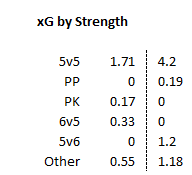 xG by Strength
5v5 1.71 4.2
PP 0 0.19
PK 0.17 0
6v5 0.33 0
5v6 0 1.2
Other 0.55 1.18